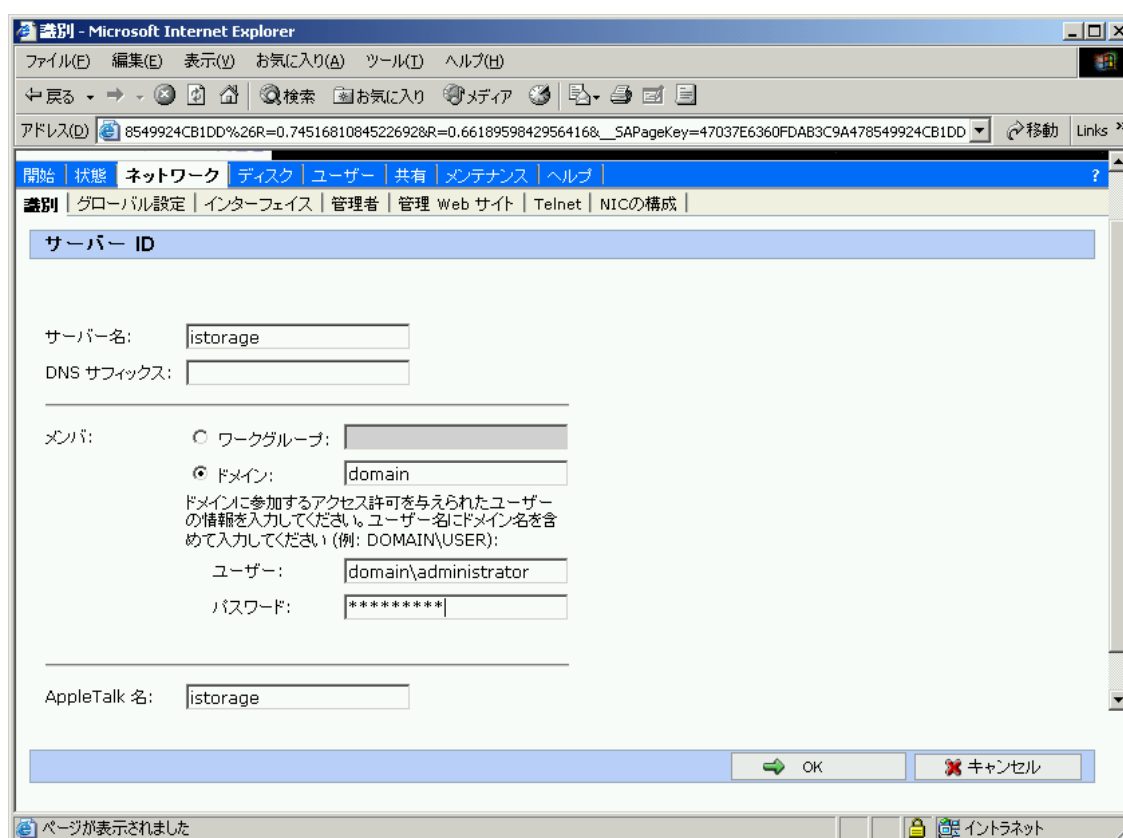 識別 - Microsoft Internet Explorer
ファイル(F) 編集(E) 表示(V) お気に入り(A) ツール(T) ヘルプ(H)
戻る 検索 お気に入り メディア
アドレス(D) 8549924CB1DD%26R=0.74516810845226928&R=0.66189598429564168&__SAPageKey=47037E6360FDAB3C9A478549924CB1DD 移動 Links »
開始 状態 ネットワーク ディスク ユーザー 共有 メンテナンス ヘルプ ?
識別 グローバル設定 インターフェイス 管理者 管理 Web サイト Telnet NICの構成
サーバー ID
サーバー名: istorage
DNS サフィックス:
メンバ: ワークグループ:
ドメイン: domain
ドメインに参加するアクセス許可を与えられたユーザー
の情報を入力してください。ユーザー名にドメイン名を含
めて入力してください (例: DOMAIN\USER):
ユーザー: domain\administrator
パスワード: *********
AppleTalk 名: istorage
OK キャンセル
ページが表示されました イントラネット